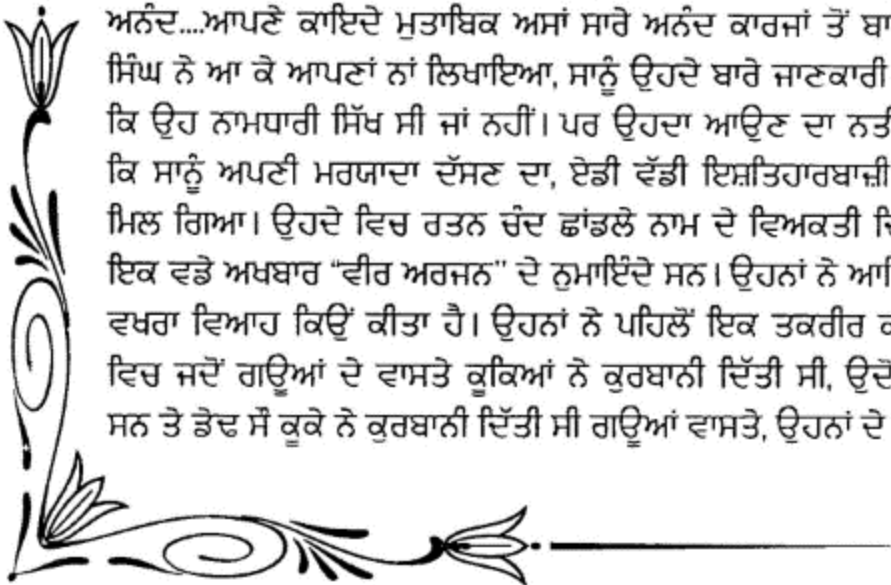 ਅਨੰਦ....ਆਪਣੇ ਕਾਇਦੇ ਮੁਤਾਬਿਕ ਅਸਾਂ ਸਾਰੇ ਅਨੰਦ ਕਾਰਜਾਂ ਤੋਂ
ਸਿੰਘ ਨੇ ਆ ਕੇ ਆਪਣਾਂ ਨਾਂ ਲਿਖਾਇਆ, ਸਾਨੂੰ ਉਹਦੇ ਬਾਰੇ ਜਾਣਕਾਰੀ
ਕਿ ਉਹ ਨਾਮਧਾਰੀ ਸਿੱਖ ਸੀ ਜਾਂ ਨਹੀਂ। ਪਰ ਉਹਦਾ ਆਉਣ ਦਾ
ਕਿ ਸਾਨੂੰ ਅਪਣੀ ਮਰਯਾਦਾ ਦੱਸਣ ਦਾ, ਏਡੀ ਵੱਡੀ ਇਸ਼ਤਿਹਾਰਬਾਜ਼ੀ
ਮਿਲ ਗਿਆ। ਉਹਦੇ ਵਿਚ ਰਤਨ ਚੰਦ ਛਾਂਡਲੇ ਨਾਮ ਦੇ ਵਿਅਕਤੀ
ਇਕ ਵਡੇ ਅਖਬਾਰ “ਵੀਰ ਅਰਜਨ” ਦੇ ਨੁਮਾਇੰਦੇ ਸਨ। ਉਹਨਾਂ ਨੇ
ਵਖਰਾ ਵਿਆਹ ਕਿਉਂ ਕੀਤਾ ਹੈ। ਉਹਨਾਂ ਨੇ ਪਹਿਲੋਂ ਇਕ ਤਕਰੀਰ
ਵਿਚ ਜਦੋਂ ਗਊਆਂ ਦੇ ਵਾਸਤੇ ਕੂਕਿਆਂ ਨੇ ਕੁਰਬਾਨੀ ਦਿੱਤੀ ਸੀ,
ਸਨ ਤੇ ਡੇਢ ਸੌ ਕੂਕੇ ਨੇ ਕੁਰਬਾਨੀ ਦਿੱਤੀ ਸੀ ਗਊਆਂ ਵਾਸਤੇ, ਉਹਨਾਂ ਦੇ